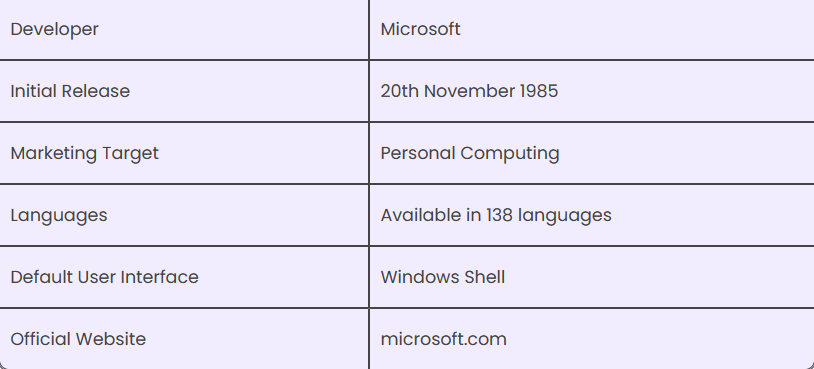 Developer Microsoft
Initial Release 20th November 1985
Marketing Target Personal Computing
Languages Available in 138 languages
Default User Interface Windows Shell
Official Website microsoft.com